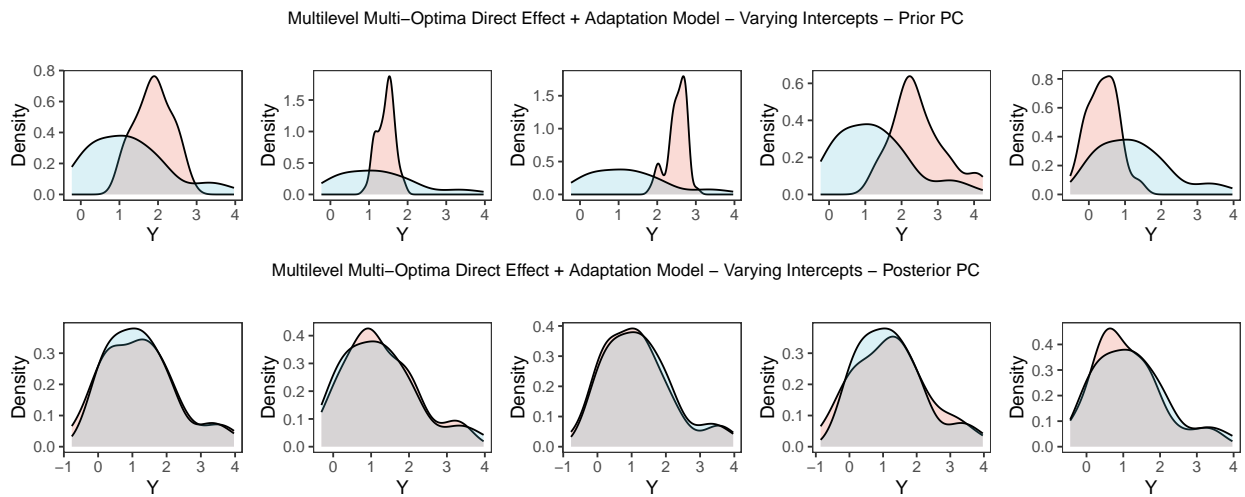 Multilevel Multi−Optima Direct Effect + Adaptation Model − Varying Intercepts − Prior PC
0.8 0.6 0.4 0.2 0.0 Density 0 1 2 3 4 Y
1.5 1.0 0.5 0.0 Density 0 1 2 3 4 Y
1.5 1.0 0.5 0.0 Density 0 1 2 3 4 Y
0.6 0.4 0.2 0.0 Density 0 1 2 3 4 Y
0.8 0.6 0.4 0.2 0.0 Density 0 1 2 3 4 Y
Multilevel Multi−Optima Direct Effect + Adaptation Model − Varying Intercepts − Posterior PC
0.3 0.2 0.1 0.0 Density −1 0 1 2 3 4 Y
0.4 0.3 0.2 0.1 0.0 Density 0 1 2 3 4 Y
0.4 0.3 0.2 0.1 0.0 Density 0 1 2 3 4 Y
0.3 0.2 0.1 0.0 Density −1 0 1 2 3 4 Y
0.4 0.3 0.2 0.1 0.0 Density 0 1 2 3 4 Y